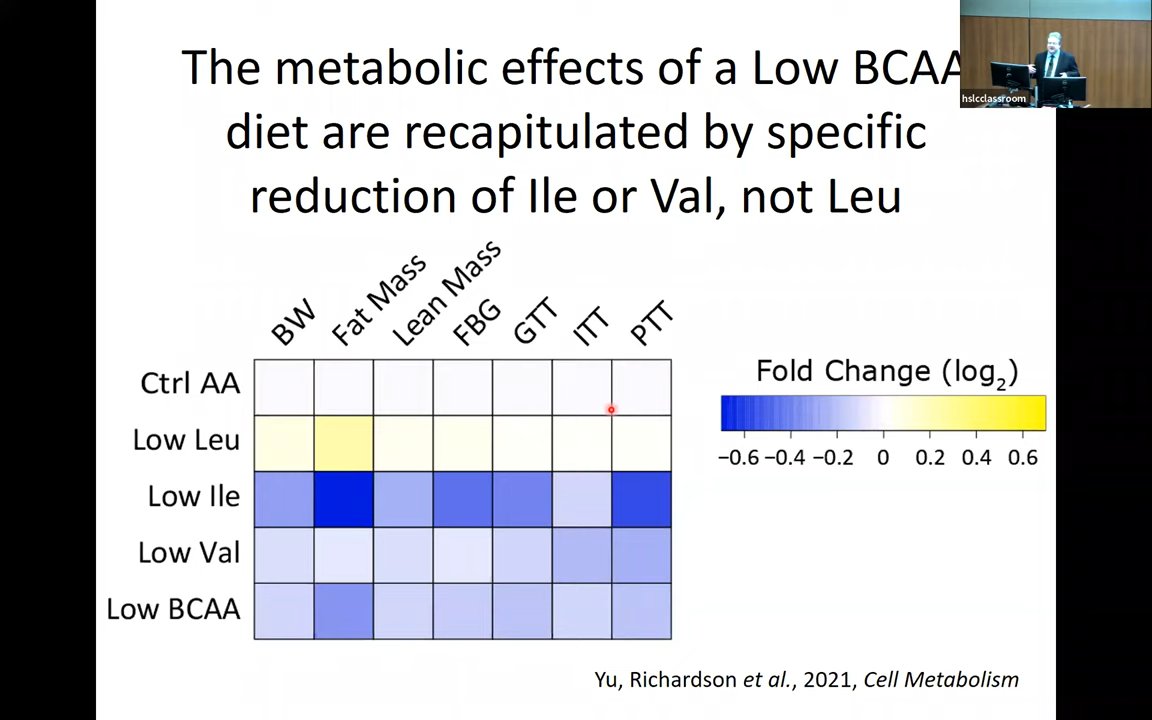 The metabolic effects of a Low BCAA
diet are recapitulated by specific
reduction of Ile or Val, not Leu
hslcclassroom
BW Fat Mass Lean Mass FBG GTT ITT PTT
Ctrl AA
Low Leu
Low Ile
Low Val
Low BCAA
Fold Change (log2)
−0.6 −0.4 −0.2 0 0.2 0.4 0.6
Yu, Richardson et al., 2021, Cell Metabolism